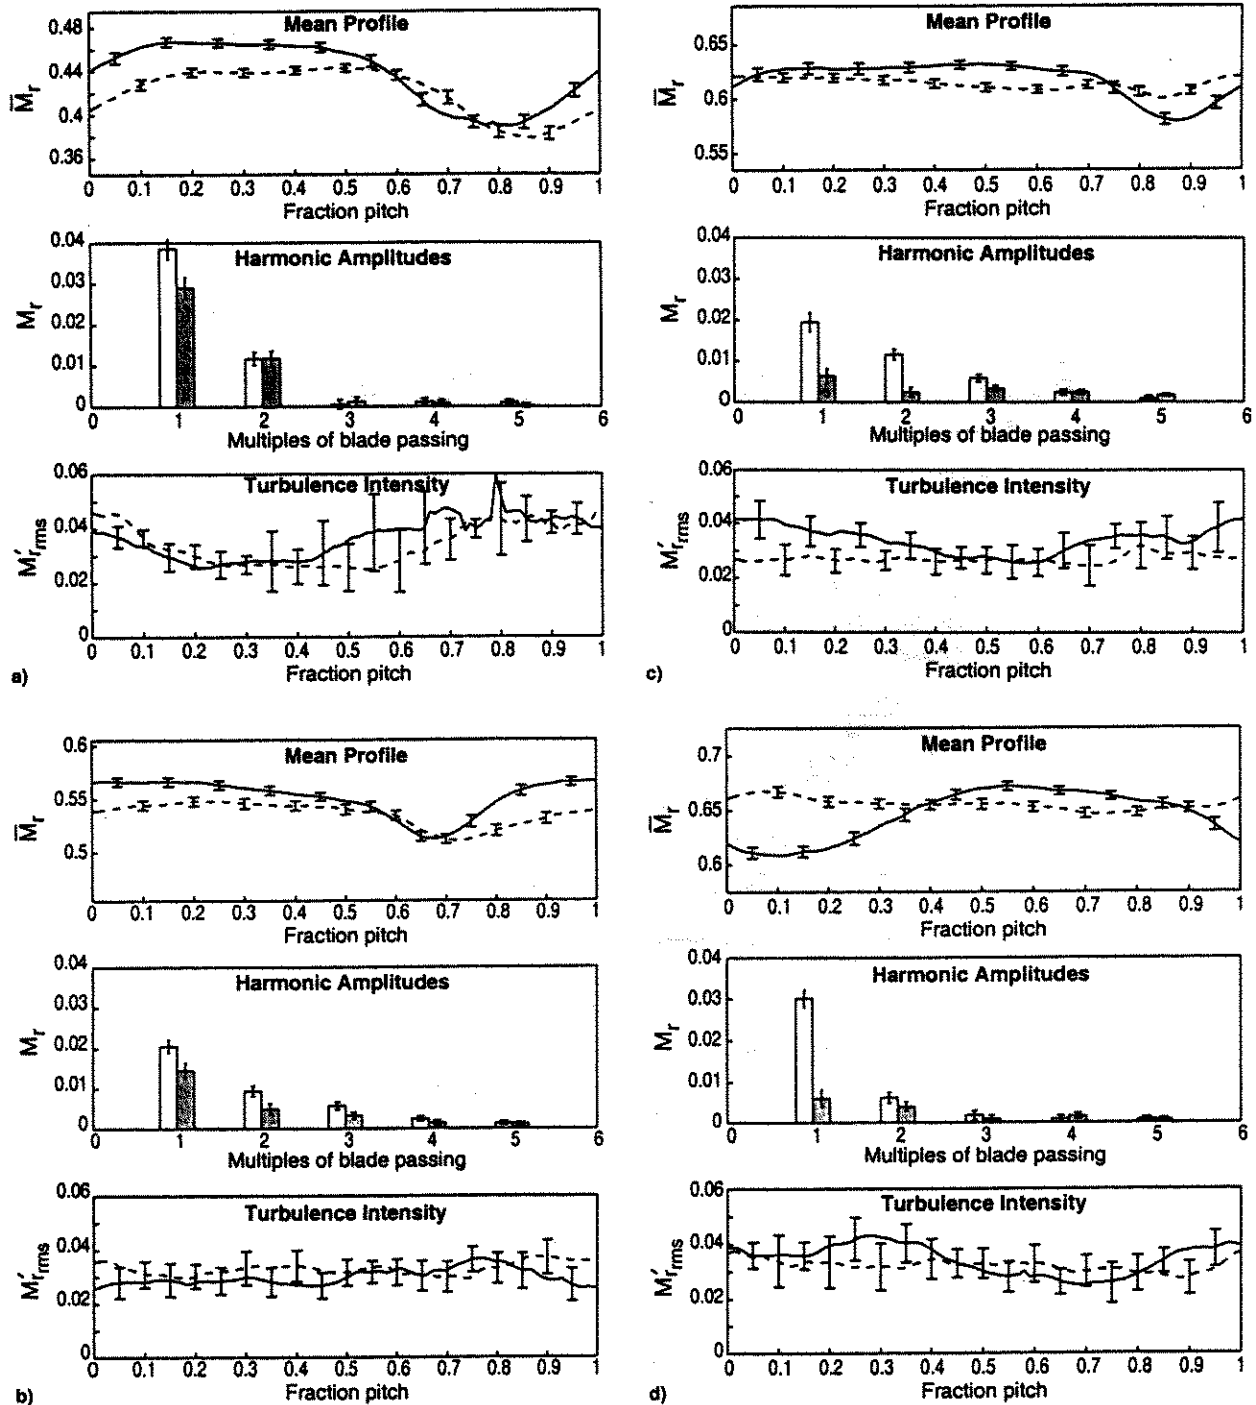 Mean Profile
0.48
0.44
0.4
0.36
M̅r
0 0.1 0.2 0.3 0.4 0.5 0.6 0.7 0.8 0.9 1
Fraction pitch
Harmonic Amplitudes
0.04
0.03
0.02
0.01
0
Mr
0 1 2 3 4 5 6
Multiples of blade passing
Turbulence Intensity
0.06
0.04
0.02
0
M′rrms
0 0.1 0.2 0.3 0.4 0.5 0.6 0.7 0.8 0.9 1
Fraction pitch
a)
Mean Profile
0.65
0.6
0.55
M̅r
0 0.1 0.2 0.3 0.4 0.5 0.6 0.7 0.8 0.9 1
Fraction pitch
Harmonic Amplitudes
0.04
0.03
0.02
0.01
0
Mr
0 1 2 3 4 5 6
Multiples of blade passing
Turbulence Intensity
0.06
0.04
0.02
0
M′rrms
0 0.1 0.2 0.3 0.4 0.5 0.6 0.7 0.8 0.9 1
Fraction pitch
c)
Mean Profile
0.6
0.55
0.5
M̅r
0 0.1 0.2 0.3 0.4 0.5 0.6 0.7 0.8 0.9 1
Fraction pitch
Harmonic Amplitudes
0.04
0.03
0.02
0.01
0
Mr
0 1 2 3 4 5 6
Multiples of blade passing
Turbulence Intensity
0.06
0.04
0.02
0
M′rrms
0 0.1 0.2 0.3 0.4 0.5 0.6 0.7 0.8 0.9 1
Fraction pitch
b)
Mean Profile
0.7
0.65
0.6
M̅r
0 0.1 0.2 0.3 0.4 0.5 0.6 0.7 0.8 0.9 1
Fraction pitch
Harmonic Amplitudes
0.04
0.03
0.02
0.01
0
Mr
0 1 2 3 4 5 6
Multiples of blade passing
Turbulence Intensity
0.06
0.04
0.02
0
M′rrms
0 0.1 0.2 0.3 0.4 0.5 0.6 0.7 0.8 0.9 1
Fraction pitch
d)